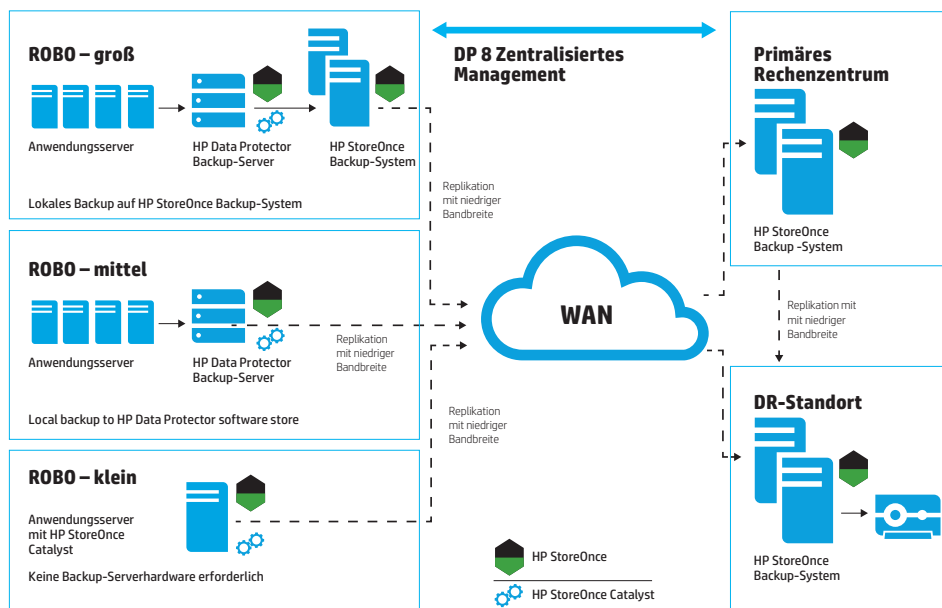 ROBO – groß
Anwendungsserver
HP Data Protector
Backup-Server
HP StoreOnce
Backup-System
Lokales Backup auf HP StoreOnce Backup-System
DP 8 Zentralisiertes
Management
Primäres
Rechenzentrum
HP StoreOnce
Backup -System
Replikation
mit niedriger
Bandbreite
ROBO – mittel
Anwendungsserver
HP Data Protector
Backup-Server
Local backup to HP Data Protector software store
Replikation
mit niedriger
Bandbreite
WAN
Replikation mit
mit niedriger
Bandbreite
Replikation
mit niedriger
Bandbreite
ROBO – klein
Anwendungsserver
mit HP StoreOnce
Catalyst
Keine Backup-Serverhardware erforderlich
DR-Standort
HP StoreOnce
Backup-System
HP StoreOnce
HP StoreOnce Catalyst